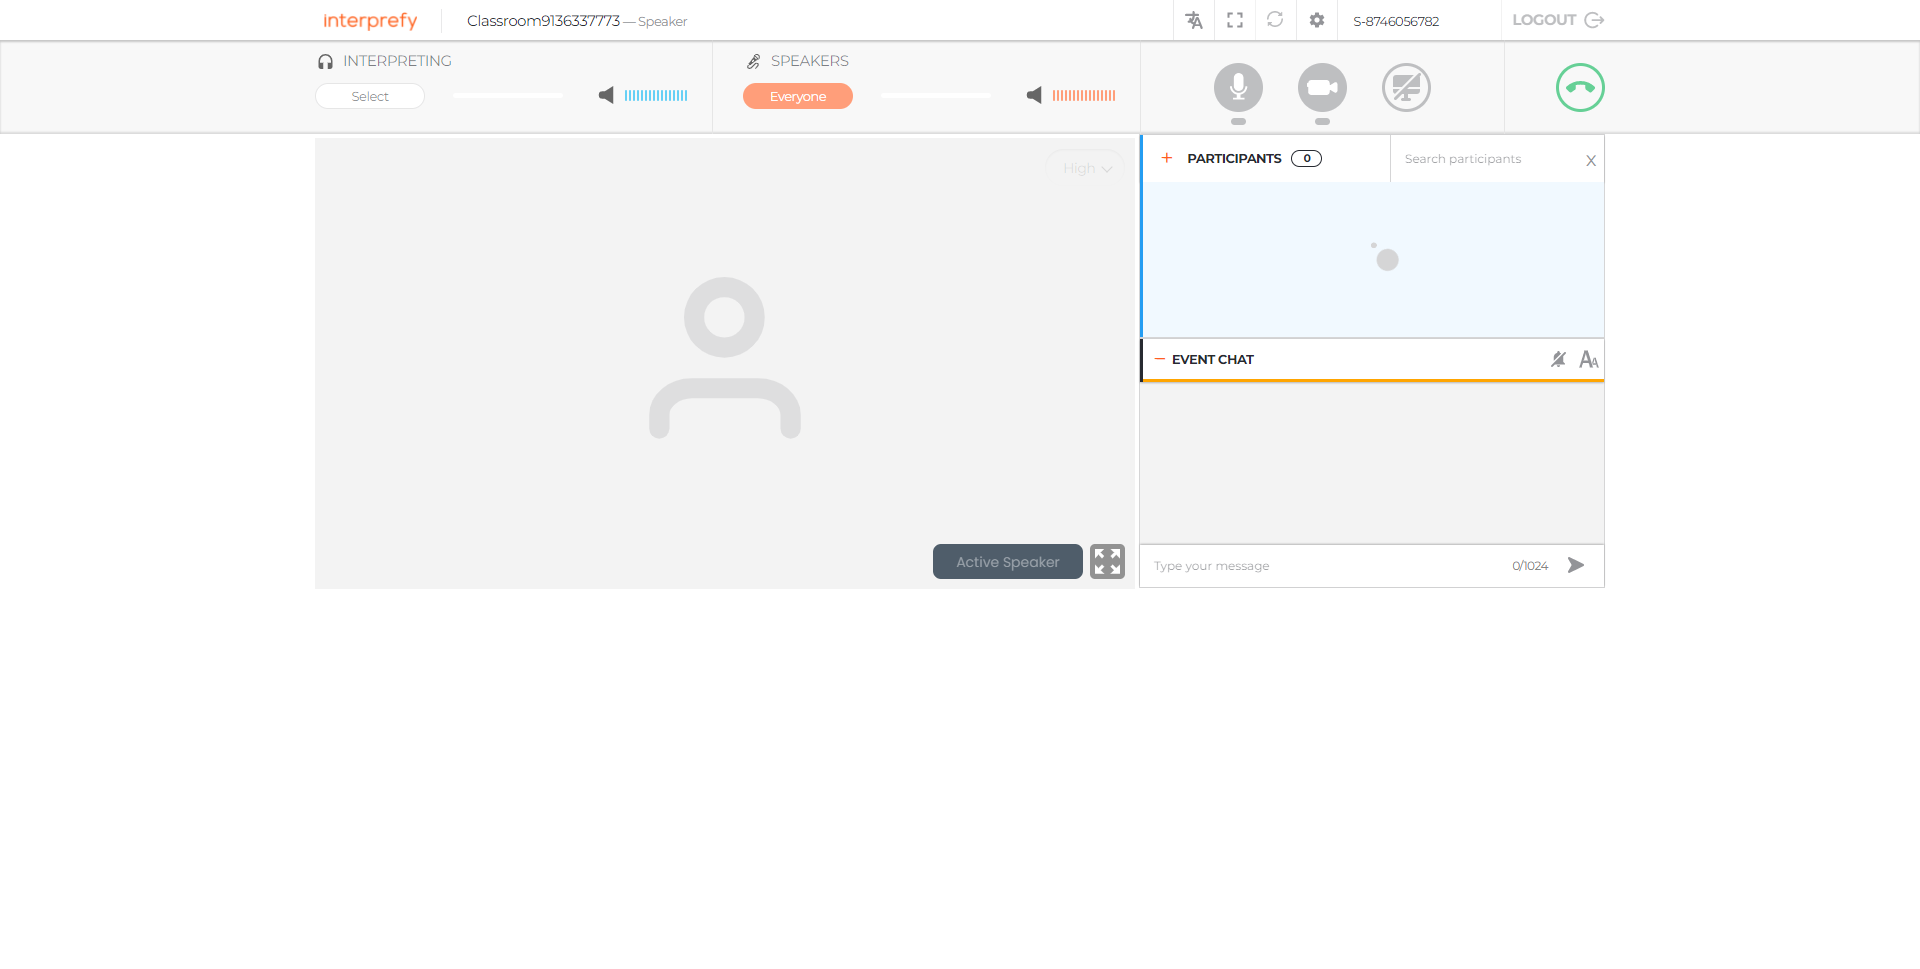 interprefy
Classroom9136337773 — Speaker
S-8746056782
LOGOUT
INTERPRETING
Select
SPEAKERS
Everyone
High
Active Speaker
PARTICIPANTS 0
Search participants
X
EVENT CHAT
Type your message
0/1024